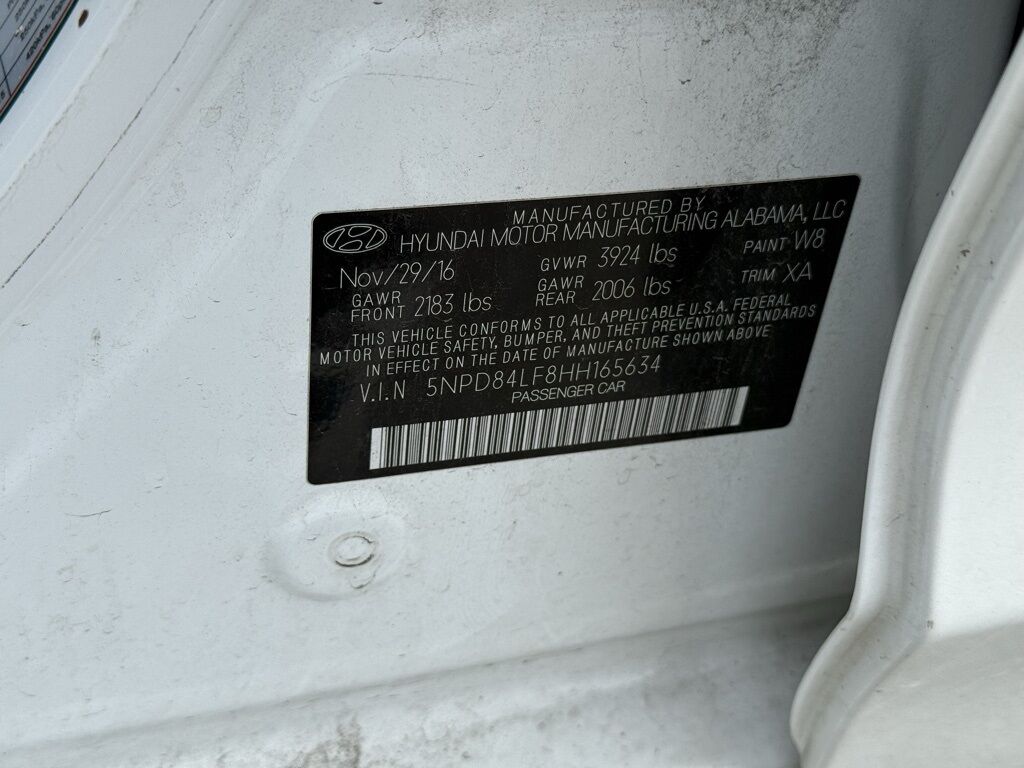 MANUFACTURED BY
HYUNDAI MOTOR MANUFACTURING ALABAMA, LLC
Nov/29/16 GVWR 3924 lbs PAINT W8
GAWR FRONT 2183 lbs GAWR REAR 2006 lbs TRIM XA
THIS VEHICLE CONFORMS TO ALL APPLICABLE U.S.A. FEDERAL
MOTOR VEHICLE SAFETY, BUMPER, AND THEFT PREVENTION STANDARDS
IN EFFECT ON THE DATE OF MANUFACTURE SHOWN ABOVE.
V.I.N 5NPD84LF8HH165634
PASSENGER CAR